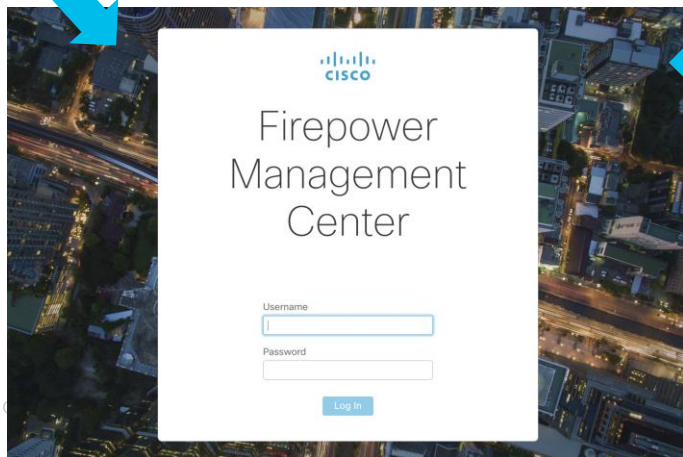 CISCO
Firepower
Management
Center
Username
Password
Log In